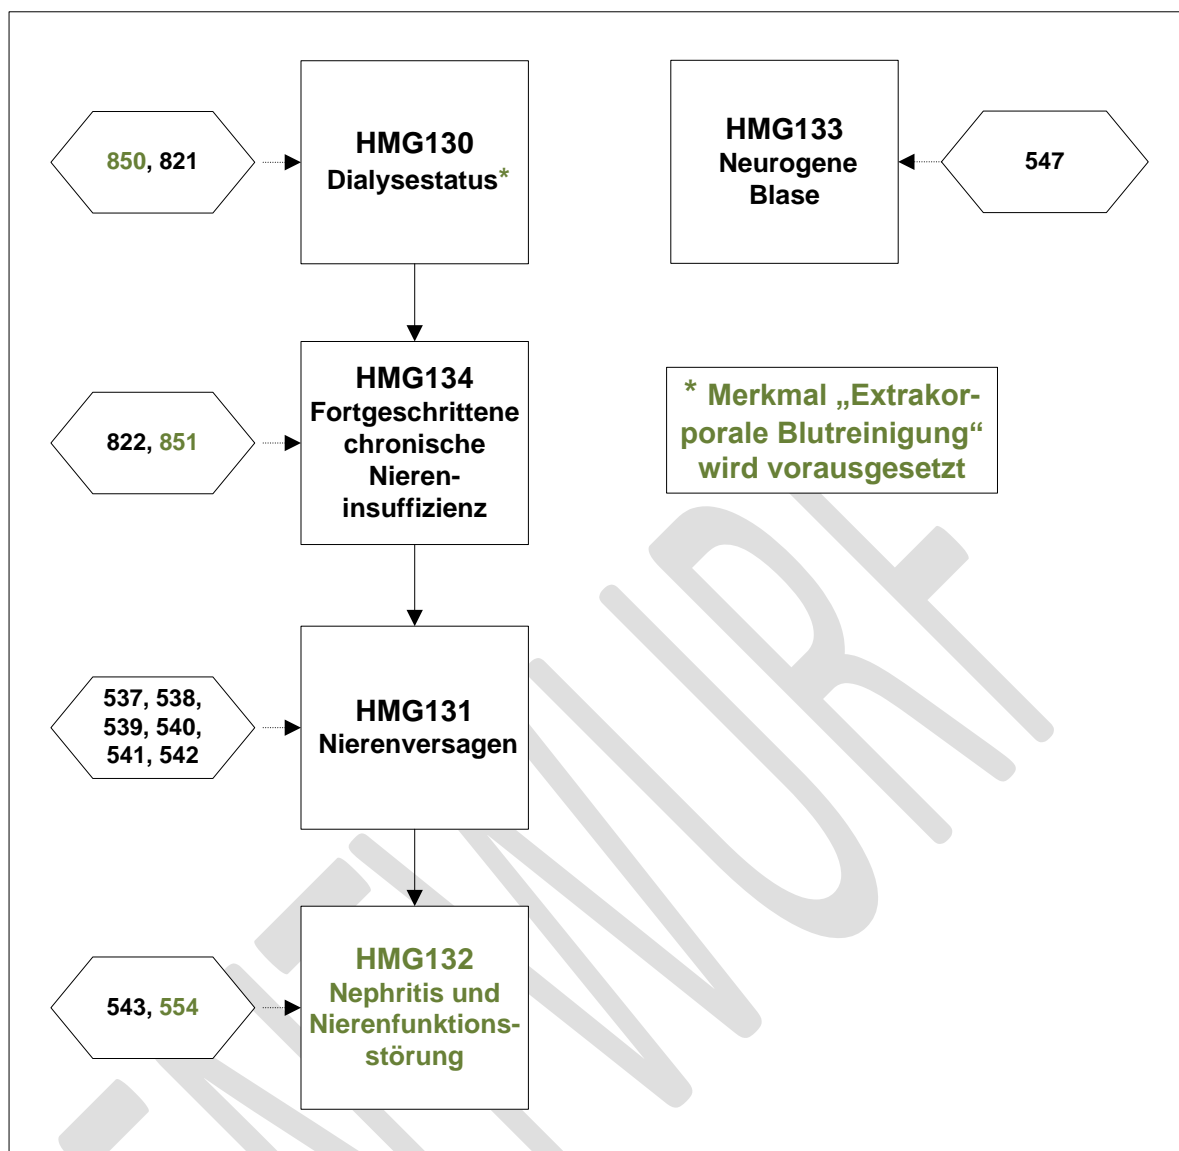 850, 821
HMG130
Dialysestatus*
HMG133
Neurogene
Blase
547
822, 851
HMG134
Fortgeschrittene
chronische
Nieren-
insuffizienz
* Merkmal „Extrakor-
porale Blutreinigung“
wird vorausgesetzt
537, 538,
539, 540,
541, 542
HMG131
Nierenversagen
543, 554
HMG132
Nephritis und
Nierenfunktions-
störung
ENTWURF